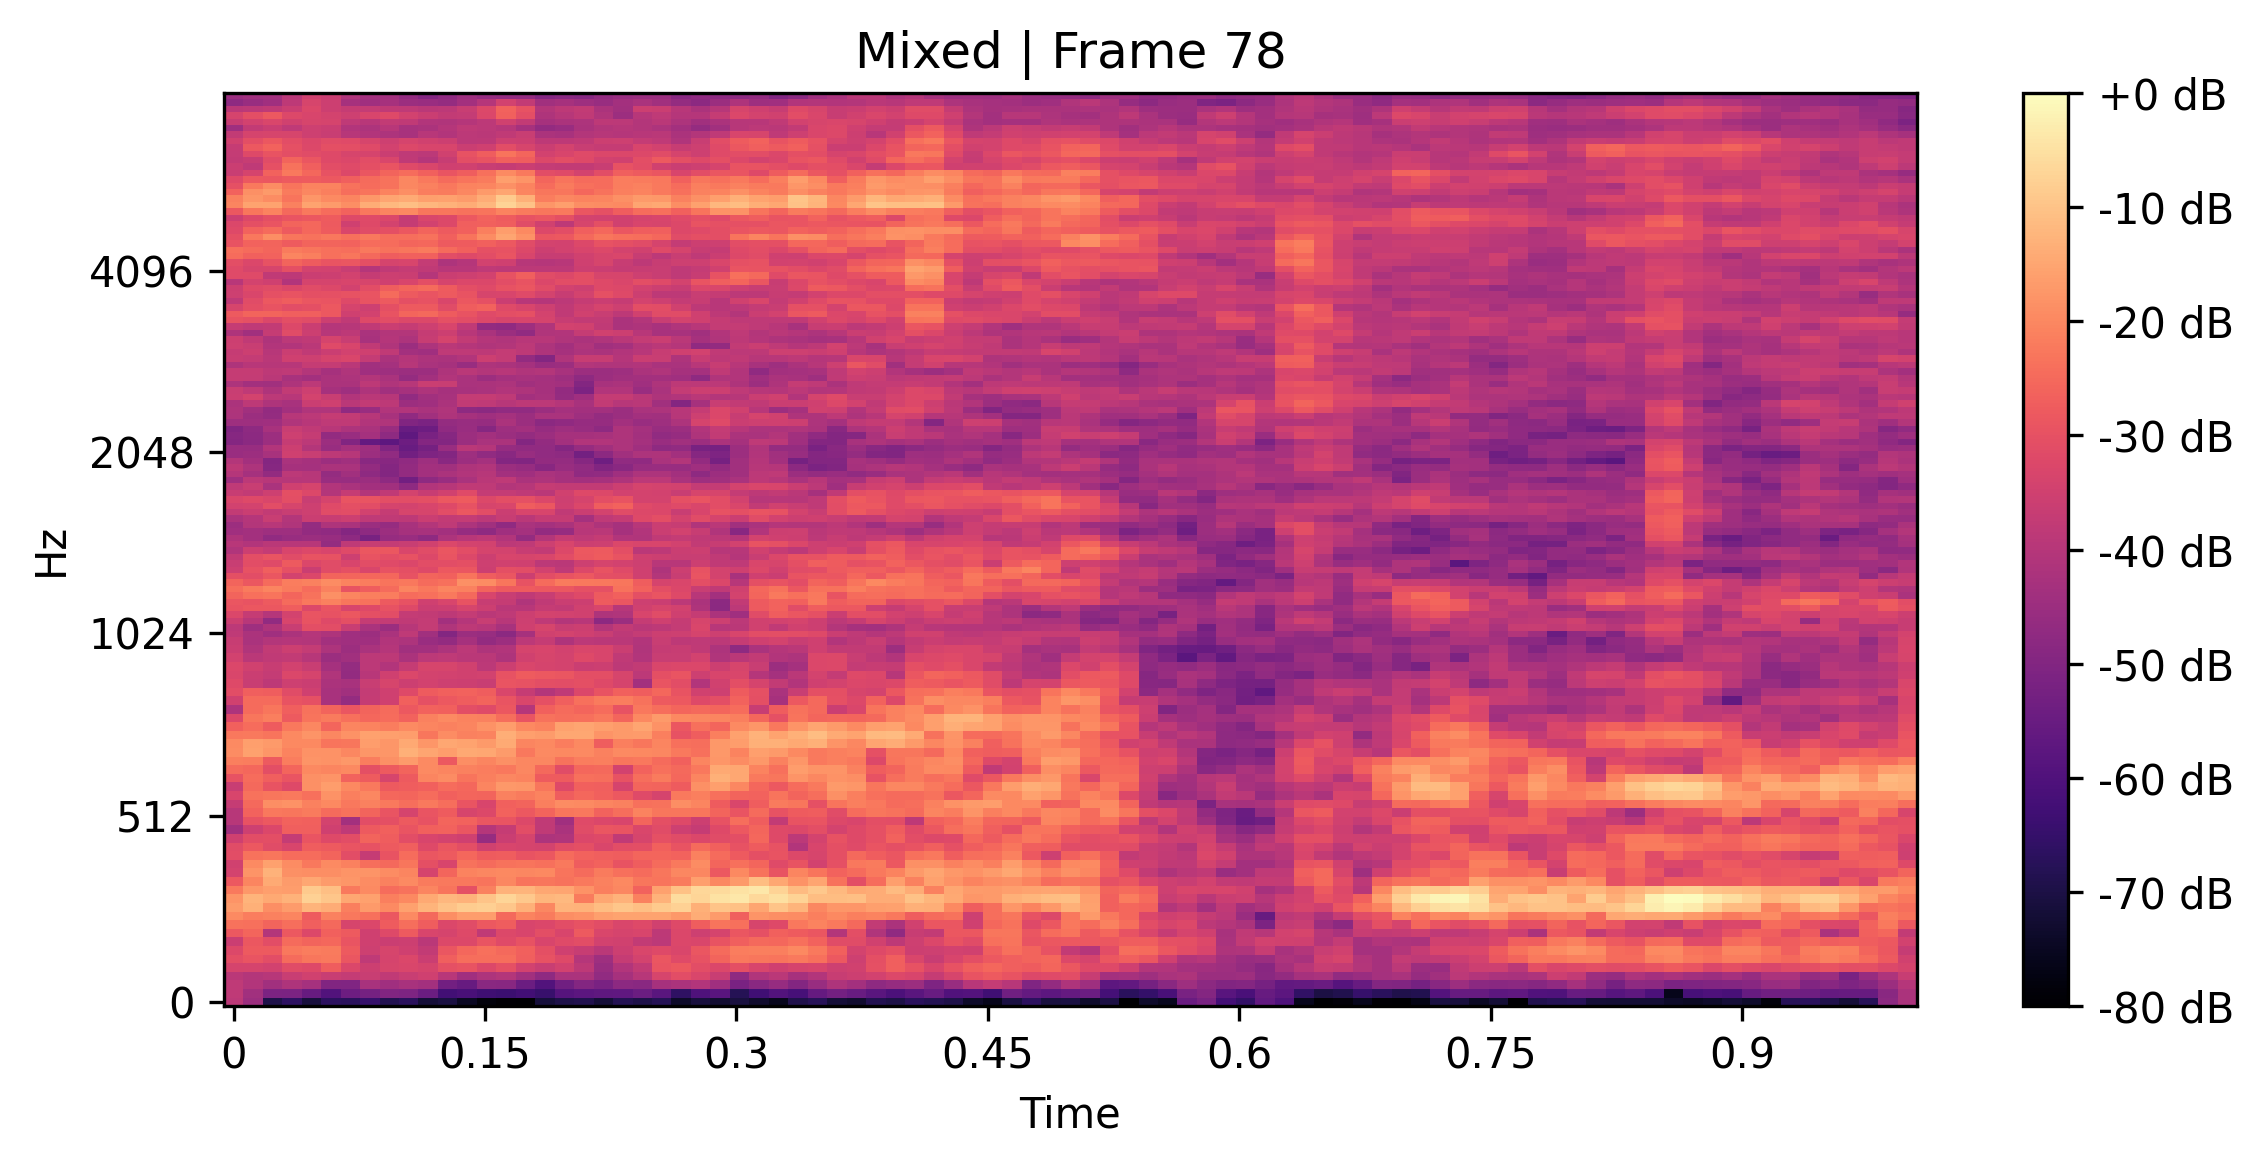 Mixed | Frame 78
+0 dB
-10 dB
-20 dB
-30 dB
-40 dB
-50 dB
-60 dB
-70 dB
-80 dB
Hz
4096
2048
1024
512
0
0 0.15 0.3 0.45 0.6 0.75 0.9
Time